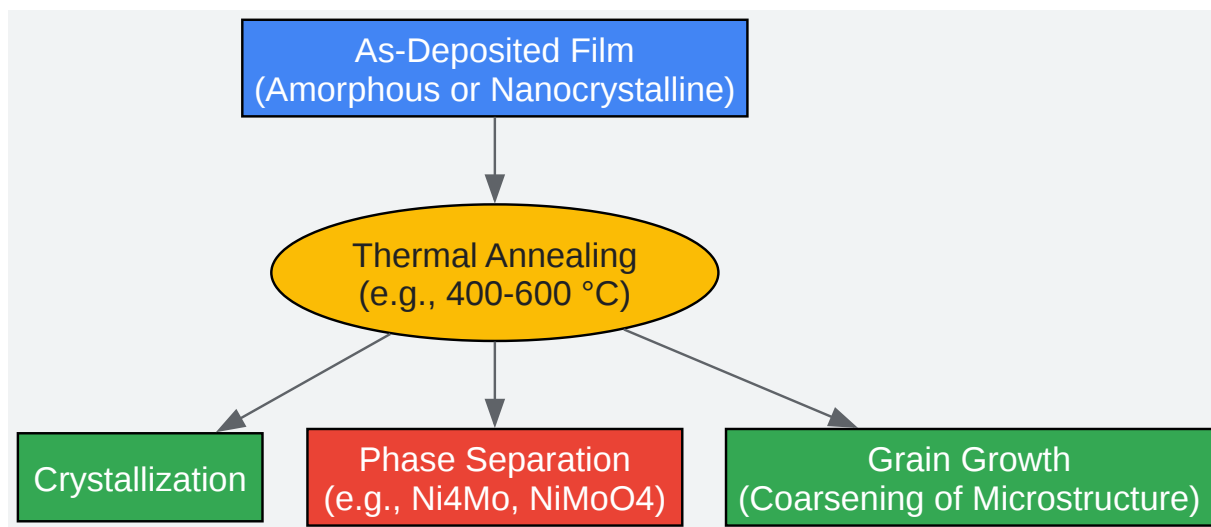 As-Deposited Film
(Amorphous or Nanocrystalline)
Thermal Annealing
(e.g., 400-600 °C)
Crystallization
Phase Separation
(e.g., Ni4Mo, NiMoO4)
Grain Growth
(Coarsening of Microstructure)